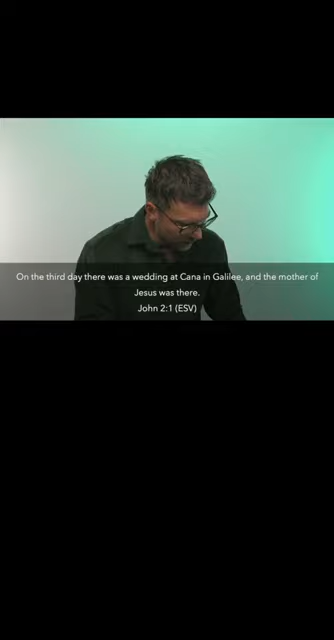 On the third day there was a wedding at Cana in Galilee, and the mother of
Jesus was there.
John 2:1 (ESV)